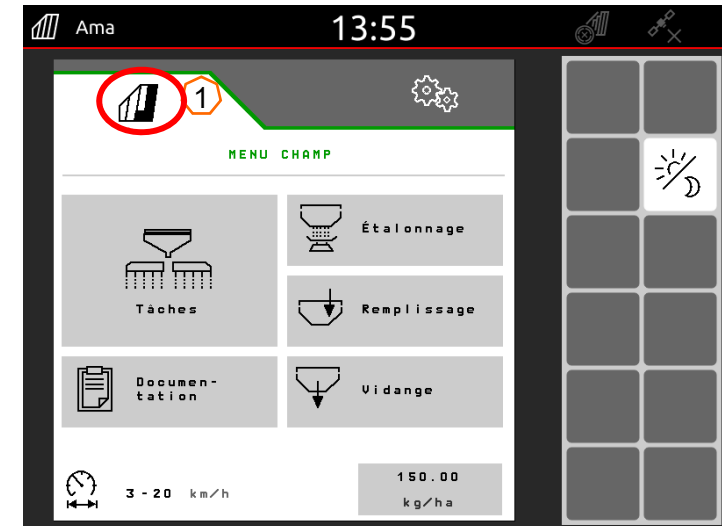 Ama
13:55
1
MENU CHAMP
Étalonnage
Tâches
Remplissage
Documen-
tation
Vidange
3-20 km/h
150.00
kg/ha